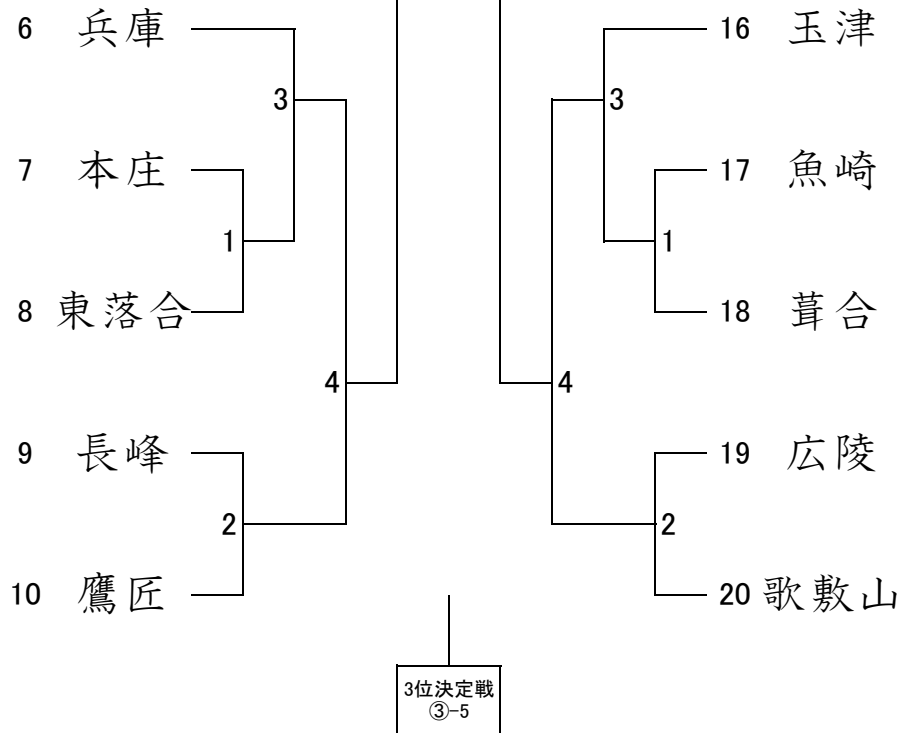 6 兵庫
3
7 本庄
1
8 東落合
4
9 長峰
2
10 鷹匠
16 玉津
3
17 魚崎
1
18 葺合
4
19 広陵
2
20 歌敷山
3位決定戦
③-5